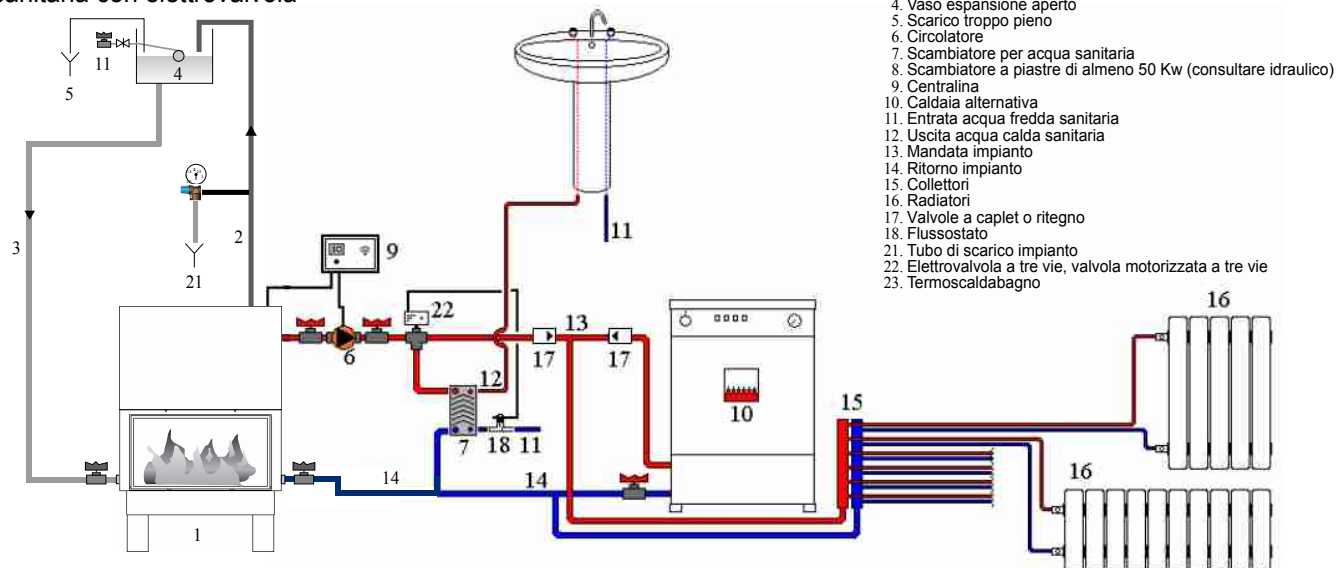 sanitaria con elettrovalvola
4. Vaso espansione aperto
5. Scarico troppo pieno
6. Circolatore
7. Scambiatore per acqua sanitaria
8. Scambiatore a piastre di almeno 50 Kw (consultare idraulico)
9. Centralina
10. Caldaia alternativa
11. Entrata acqua fredda sanitaria
12. Uscita acqua calda sanitaria
13. Mandata impianto
14. Ritorno impianto
15. Collettori
16. Radiatori
17. Valvole a caplet o ritegno
18. Flussostato
21. Tubo di scarico impianto
22. Elettrovalvola a tre vie, valvola motorizzata a tre vie
23. Termoscaldabagno
11
4
5
3
2
21
9
11
22
6
12
17
13
17
10
7
18
11
14
14
15
16
16
1